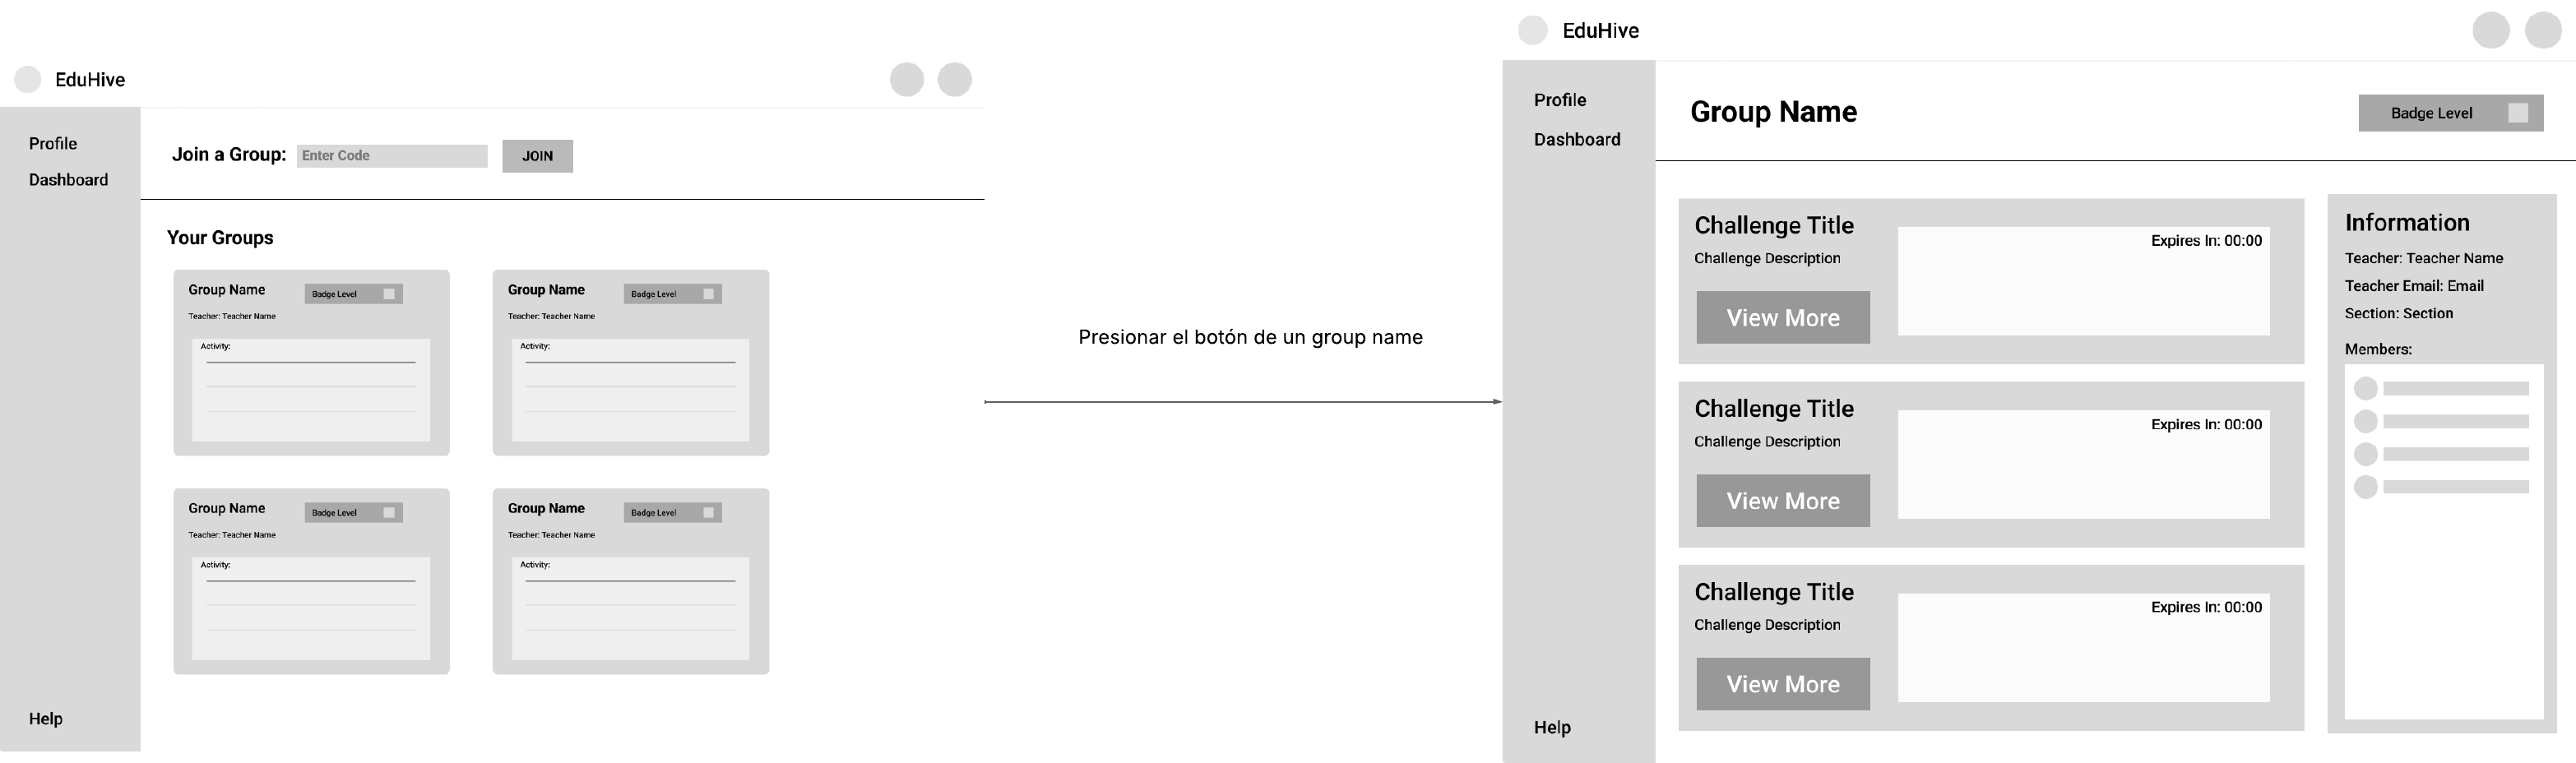 EduHive
Profile
Dashboard
Help
Join a Group: Enter Code JOIN
Your Groups
Group Name Badge Level
Teacher: Teacher Name
Activity:
Group Name Badge Level
Teacher: Teacher Name
Activity:
Group Name Badge Level
Teacher: Teacher Name
Activity:
Group Name Badge Level
Teacher: Teacher Name
Activity:
Presionar el botón de un group name
EduHive
Profile
Dashboard
Help
Group Name Badge Level
Challenge Title
Challenge Description
View More
Expires In: 00:00
Challenge Title
Challenge Description
View More
Expires In: 00:00
Challenge Title
Challenge Description
View More
Expires In: 00:00
Information
Teacher: Teacher Name
Teacher Email: Email
Section: Section
Members: